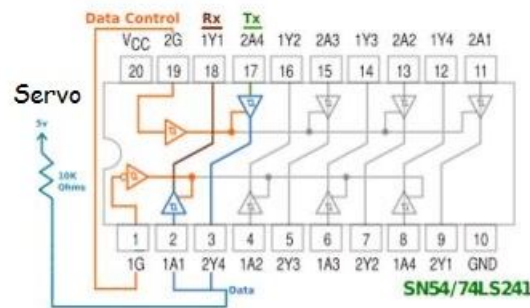 Data Control Rx Tx
VCC 2G 1Y1 2A4 1Y2 2A3 1Y3 2A2 1Y4 2A1
20 19 18 17 16 15 14 13 12 11
Servo
5v
10K
Ohms
1 2 3 4 5 6 7 8 9 10
1G 1A1 2Y4 1A2 2Y3 1A3 2Y2 1A4 2Y1 GND
Data
SN54/74LS241